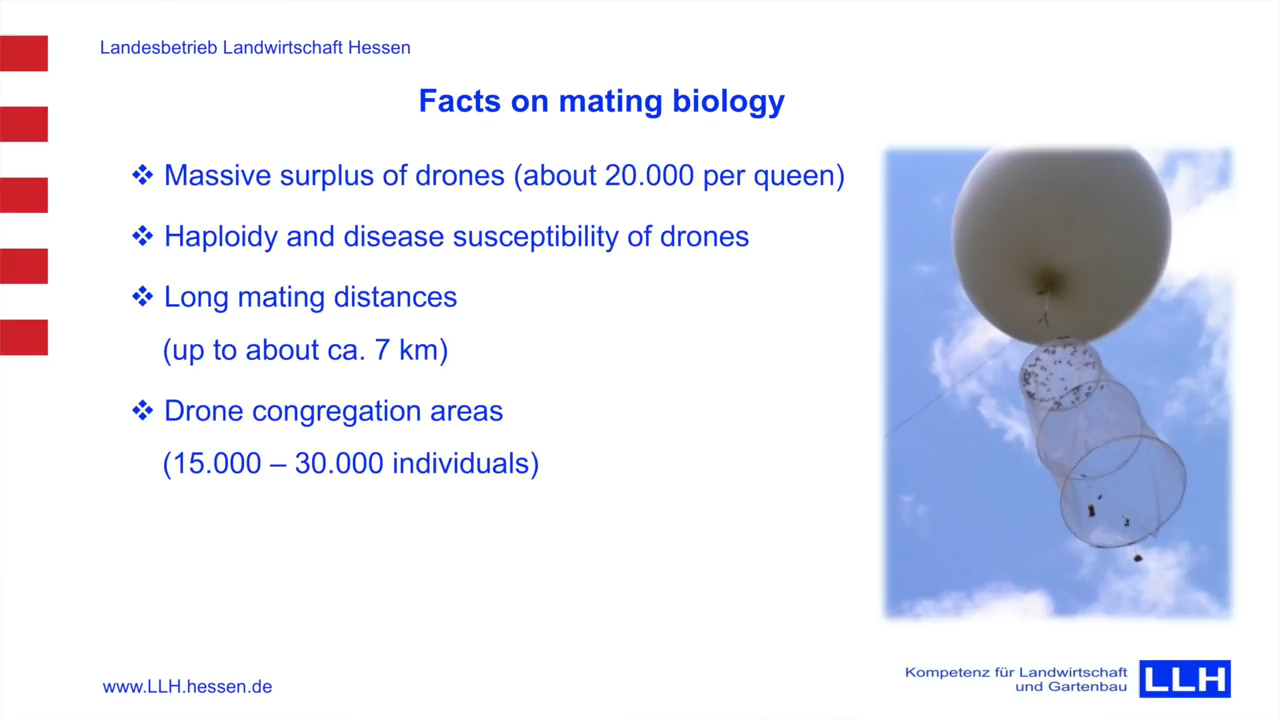 Landesbetrieb Landwirtschaft Hessen
Facts on mating biology
❖ Massive surplus of drones (about 20.000 per queen)
❖ Haploidy and disease susceptibility of drones
❖ Long mating distances
(up to about ca. 7 km)
❖ Drone congregation areas
(15.000 – 30.000 individuals)
www.LLH.hessen.de
Kompetenz für Landwirtschaft
und Gartenbau
LLH